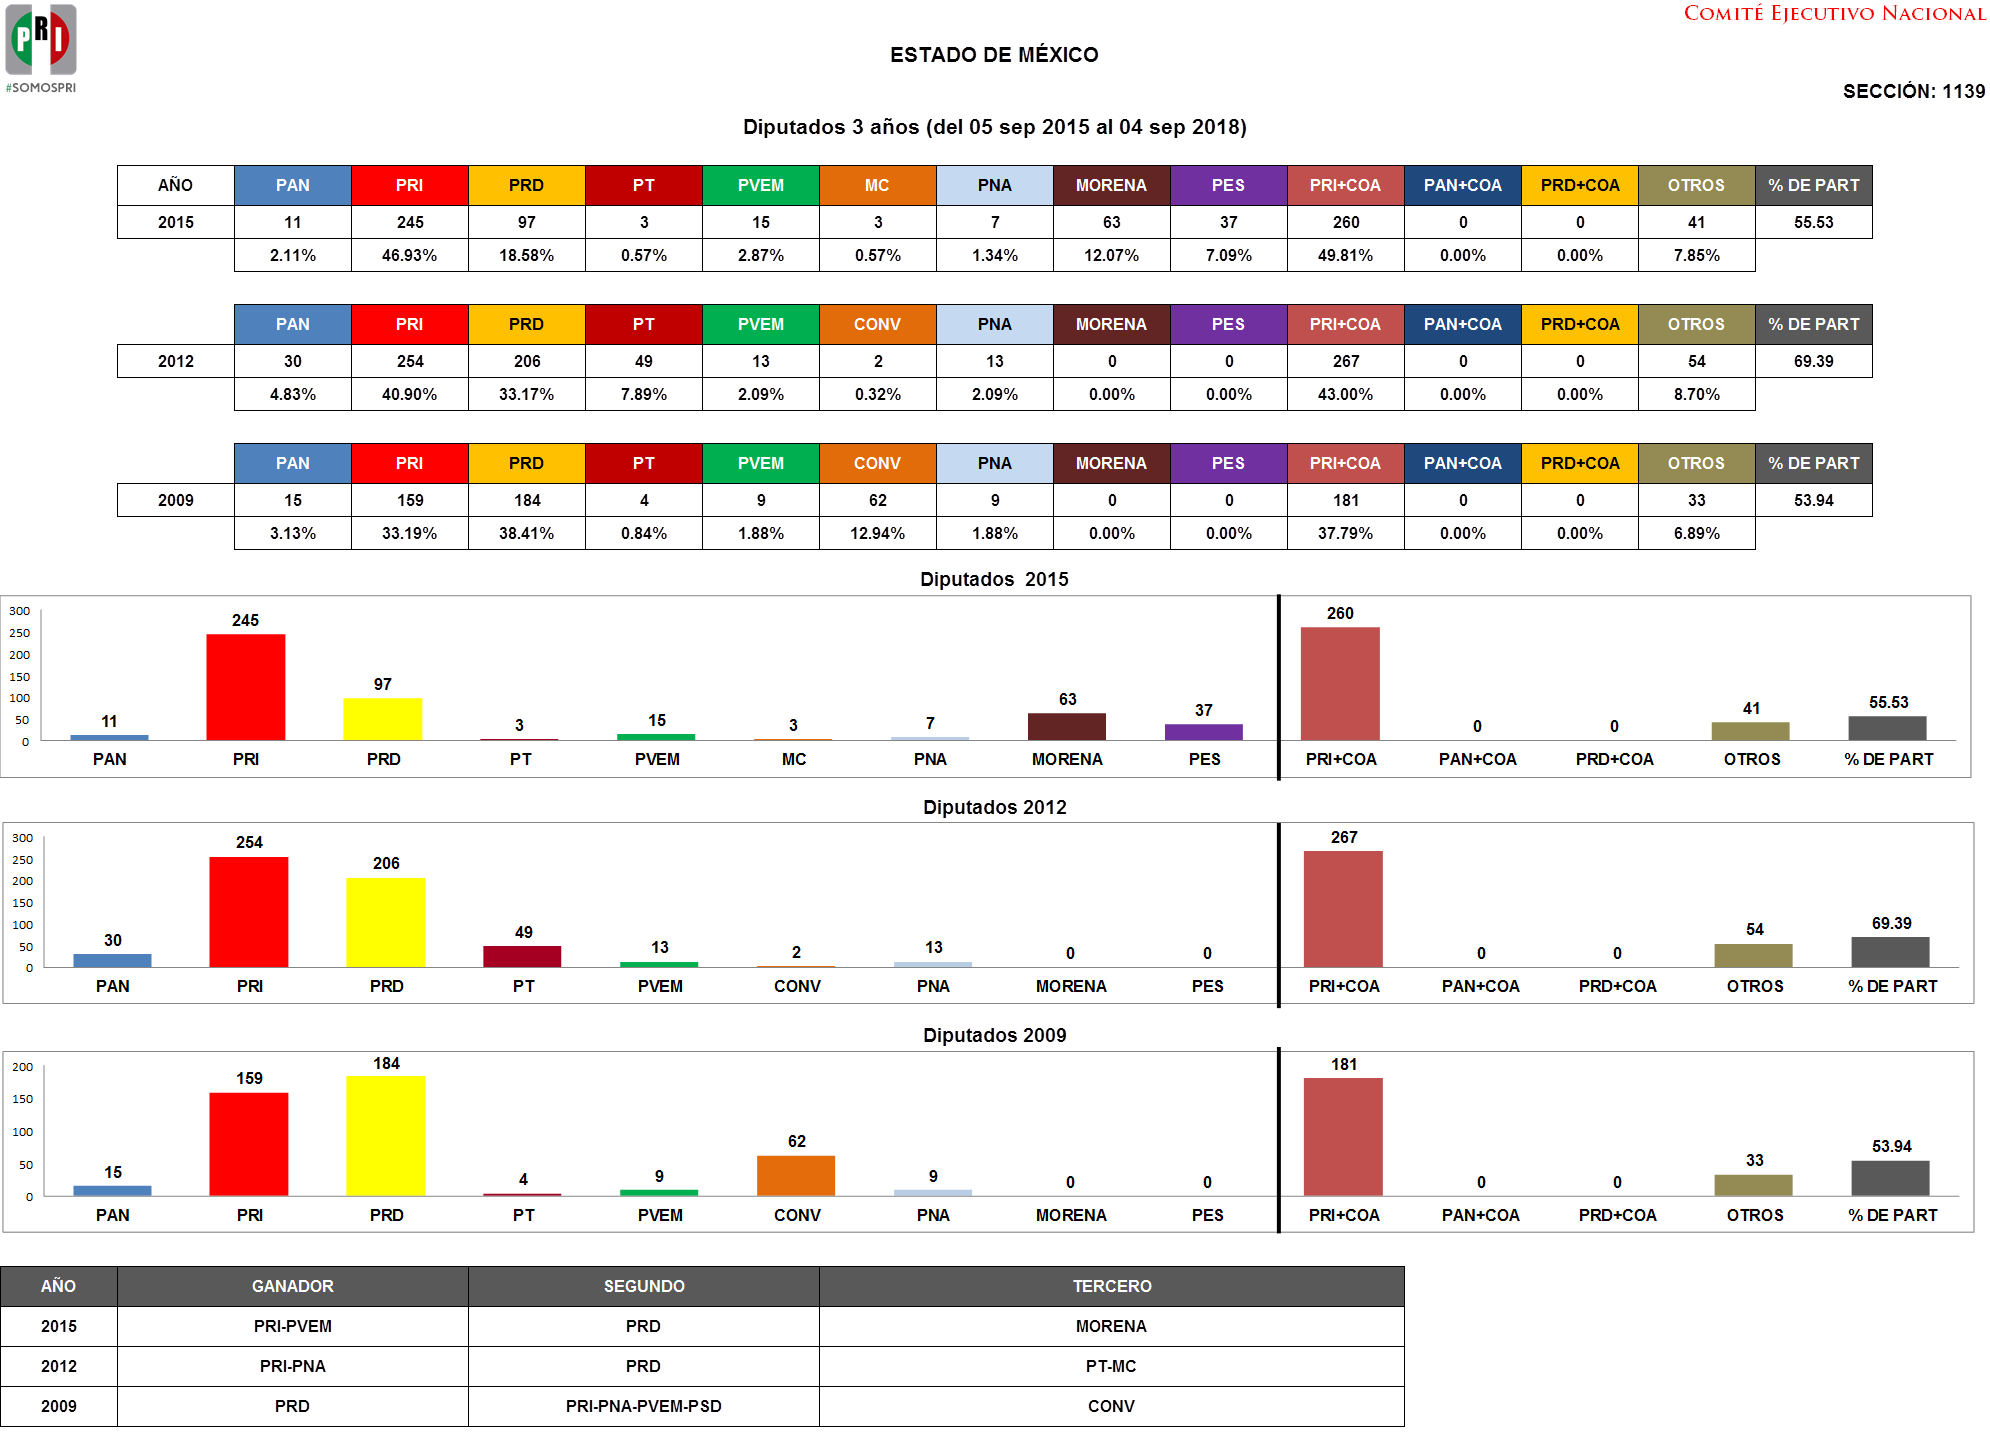 PRI
#SOMOSPRI
COMITÉ EJECUTIVO NACIONAL
ESTADO DE MÉXICO
SECCIÓN: 1139
Diputados 3 años (del 05 sep 2015 al 04 sep 2018)
AÑO PAN PRI PRD PT PVEM MC PNA MORENA PES PRI+COA PAN+COA PRD+COA OTROS % DE PART
2015 11 245 97 3 15 3 7 63 37 260 0 0 41 55.53
2.11% 46.93% 18.58% 0.57% 2.87% 0.57% 1.34% 12.07% 7.09% 49.81% 0.00% 0.00% 7.85%
PAN PRI PRD PT PVEM CONV PNA MORENA PES PRI+COA PAN+COA PRD+COA OTROS % DE PART
2012 30 254 206 49 13 2 13 0 0 267 0 0 54 69.39
4.83% 40.90% 33.17% 7.89% 2.09% 0.32% 2.09% 0.00% 0.00% 43.00% 0.00% 0.00% 8.70%
PAN PRI PRD PT PVEM CONV PNA MORENA PES PRI+COA PAN+COA PRD+COA OTROS % DE PART
2009 15 159 184 4 9 62 9 0 0 181 0 0 33 53.94
3.13% 33.19% 38.41% 0.84% 1.88% 12.94% 1.88% 0.00% 0.00% 37.79% 0.00% 0.00% 6.89%
Diputados 2015
300
250
200
150
100
50
0
11 245 97 3 15 3 7 63 37 260 0 0 41 55.53
PAN PRI PRD PT PVEM MC PNA MORENA PES PRI+COA PAN+COA PRD+COA OTROS % DE PART
Diputados 2012
300
250
200
150
100
50
0
30 254 206 49 13 2 13 0 0 267 0 0 54 69.39
PAN PRI PRD PT PVEM CONV PNA MORENA PES PRI+COA PAN+COA PRD+COA OTROS % DE PART
Diputados 2009
200
150
100
50
0
15 159 184 4 9 62 9 0 0 181 0 0 33 53.94
PAN PRI PRD PT PVEM CONV PNA MORENA PES PRI+COA PAN+COA PRD+COA OTROS % DE PART
AÑO GANADOR SEGUNDO TERCERO
2015 PRI-PVEM PRD MORENA
2012 PRI-PNA PRD PT-MC
2009 PRD PRI-PNA-PVEM-PSD CONV